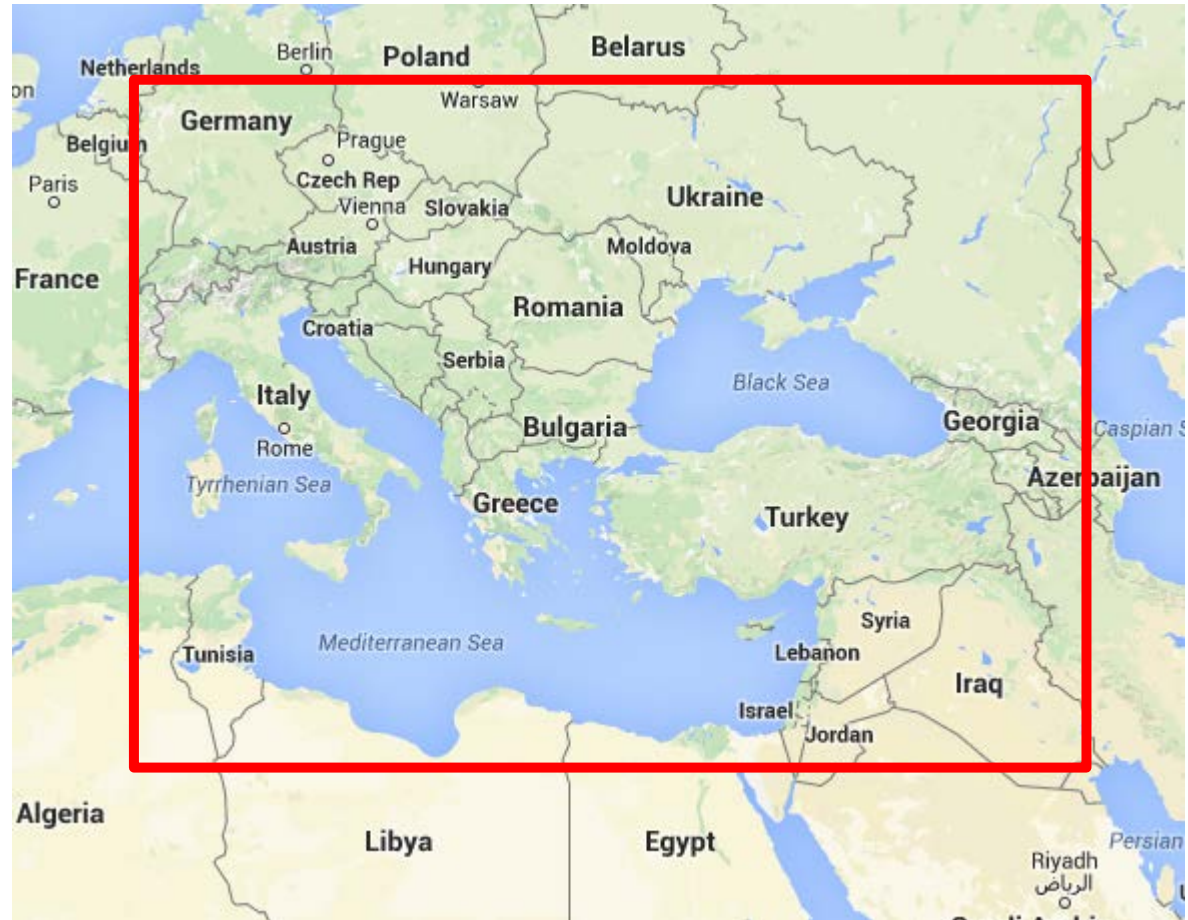 Berlin
Poland
Belarus
Netherlands
on
Warsaw
Germany
Belgium
Prague
Paris
Czech Rep
Ukraine
Vienna
Slovakia
Austria
Moldova
Hungary
France
Romania
Croatia
Serbia
Black Sea
Italy
Georgia
Bulgaria
Caspian S
Rome
Azerbaijan
Tyrrhenian Sea
Greece
Turkey
Syria
Mediterranean Sea
Tunisia
Lebanon
Iraq
Israel
Jordan
Algeria
Libya
Egypt
Persian
Riyadh
الرياض